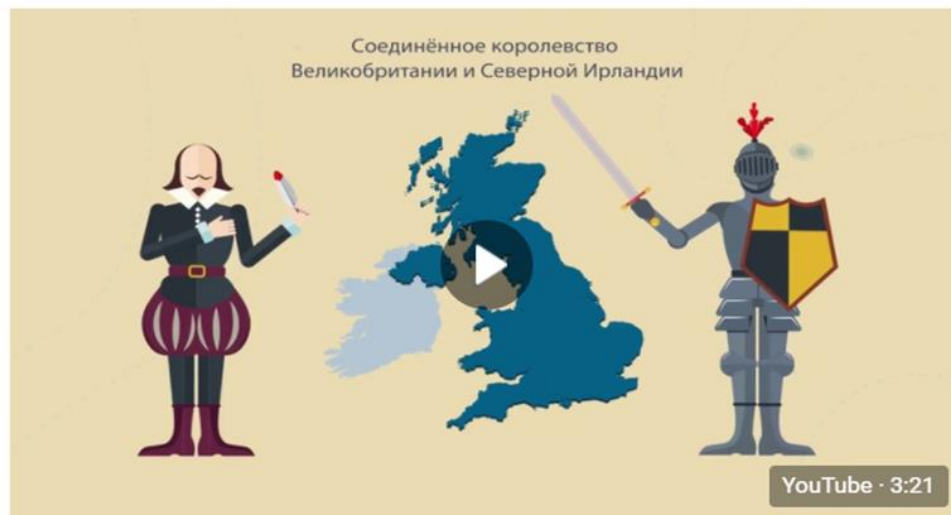 Соединённое королевство
Великобритании и Северной Ирландии
YouTube · 3:21